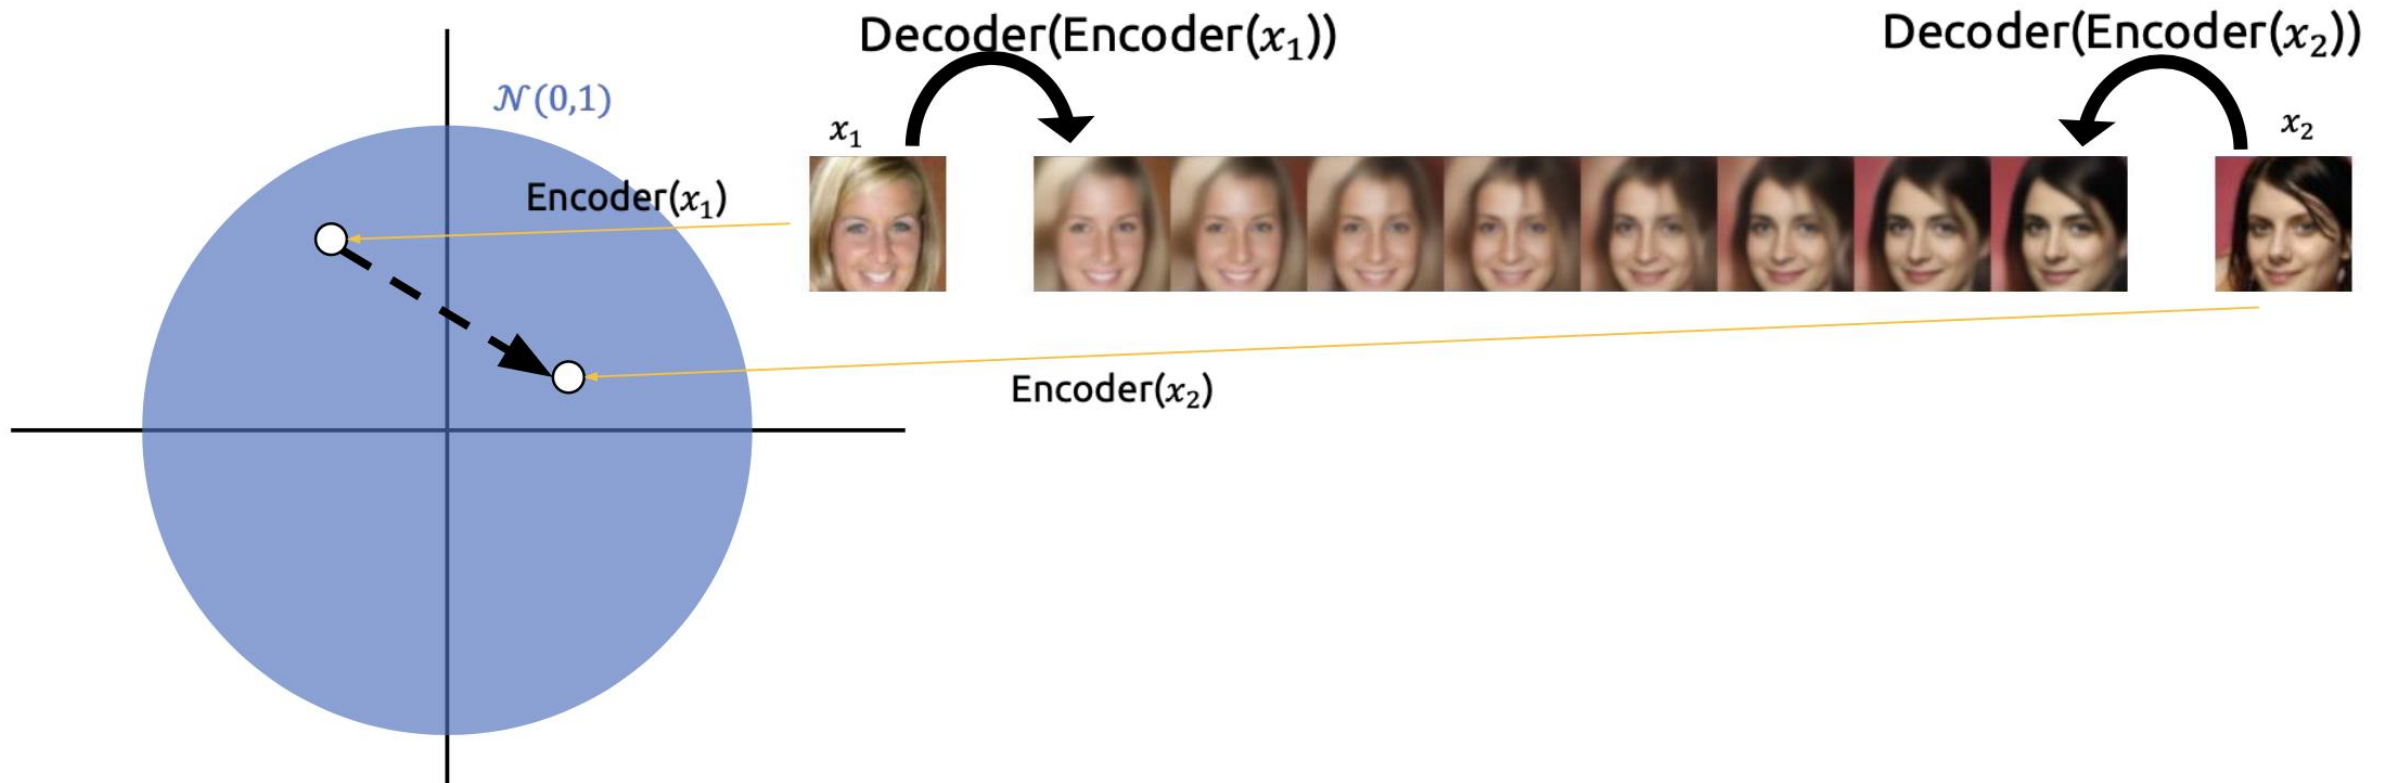 Decoder(Encoder(x₁))
Decoder(Encoder(x₂))
𝒩(0,1)
x₁
x₂
Encoder(x₁)
Encoder(x₂)